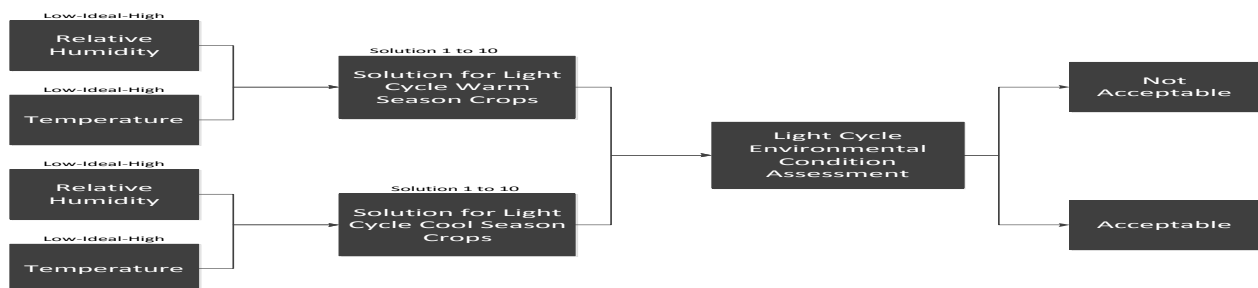 Low-Ideal-High
Relative
Humidity
Low-Ideal-High
Temperature
Low-Ideal-High
Relative
Humidity
Low-Ideal-High
Temperature
Solution 1 to 10
Solution for Light
Cycle Warm
Season Crops
Solution 1 to 10
Solution for Light
Cycle Cool Season
Crops
Light Cycle
Environmental
Condition
Assessment
Not
Acceptable
Acceptable